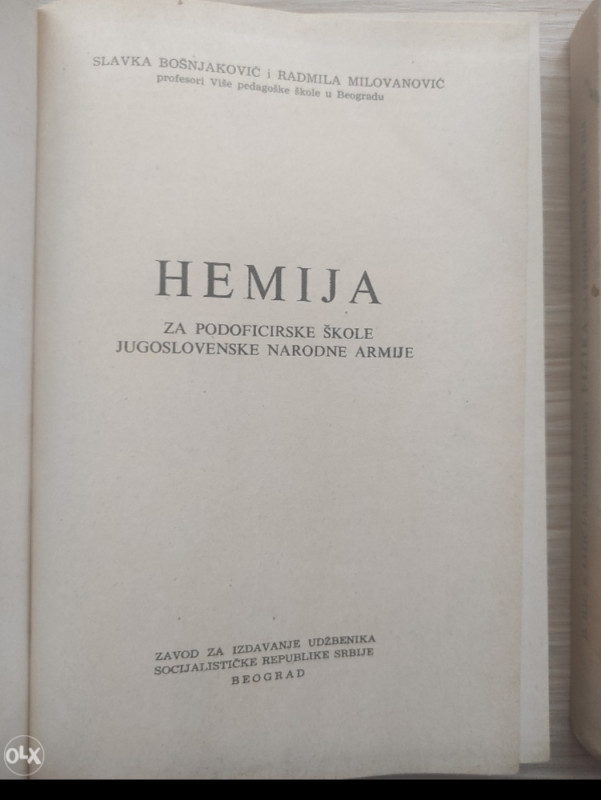 SLAVKA BOŠNJAKOVIĆ i RADMILA MILOVANOVIĆ
profesori Više pedagoške škole u Beogradu
HEMIJA
ZA PODOFICIRSKE ŠKOLE
JUGOSLOVENSKE NARODNE ARMIJE
ZAVOD ZA IZDAVANJE UDŽBENIKA
SOCIJALISTIČKE REPUBLIKE SRBIJE
BEOGRAD
FIZIKA
OLX